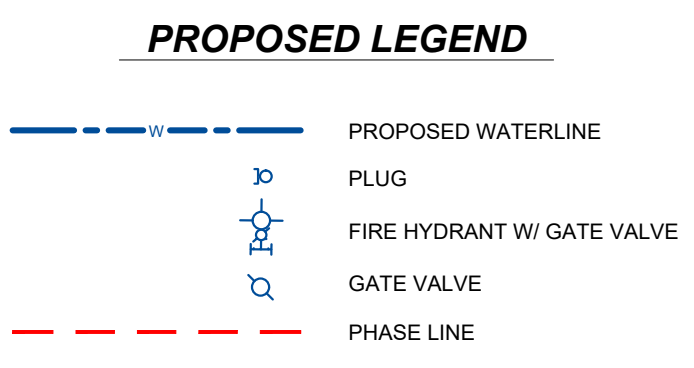 PROPOSED LEGEND
W PROPOSED WATERLINE
PLUG
FIRE HYDRANT W/ GATE VALVE
GATE VALVE
PHASE LINE